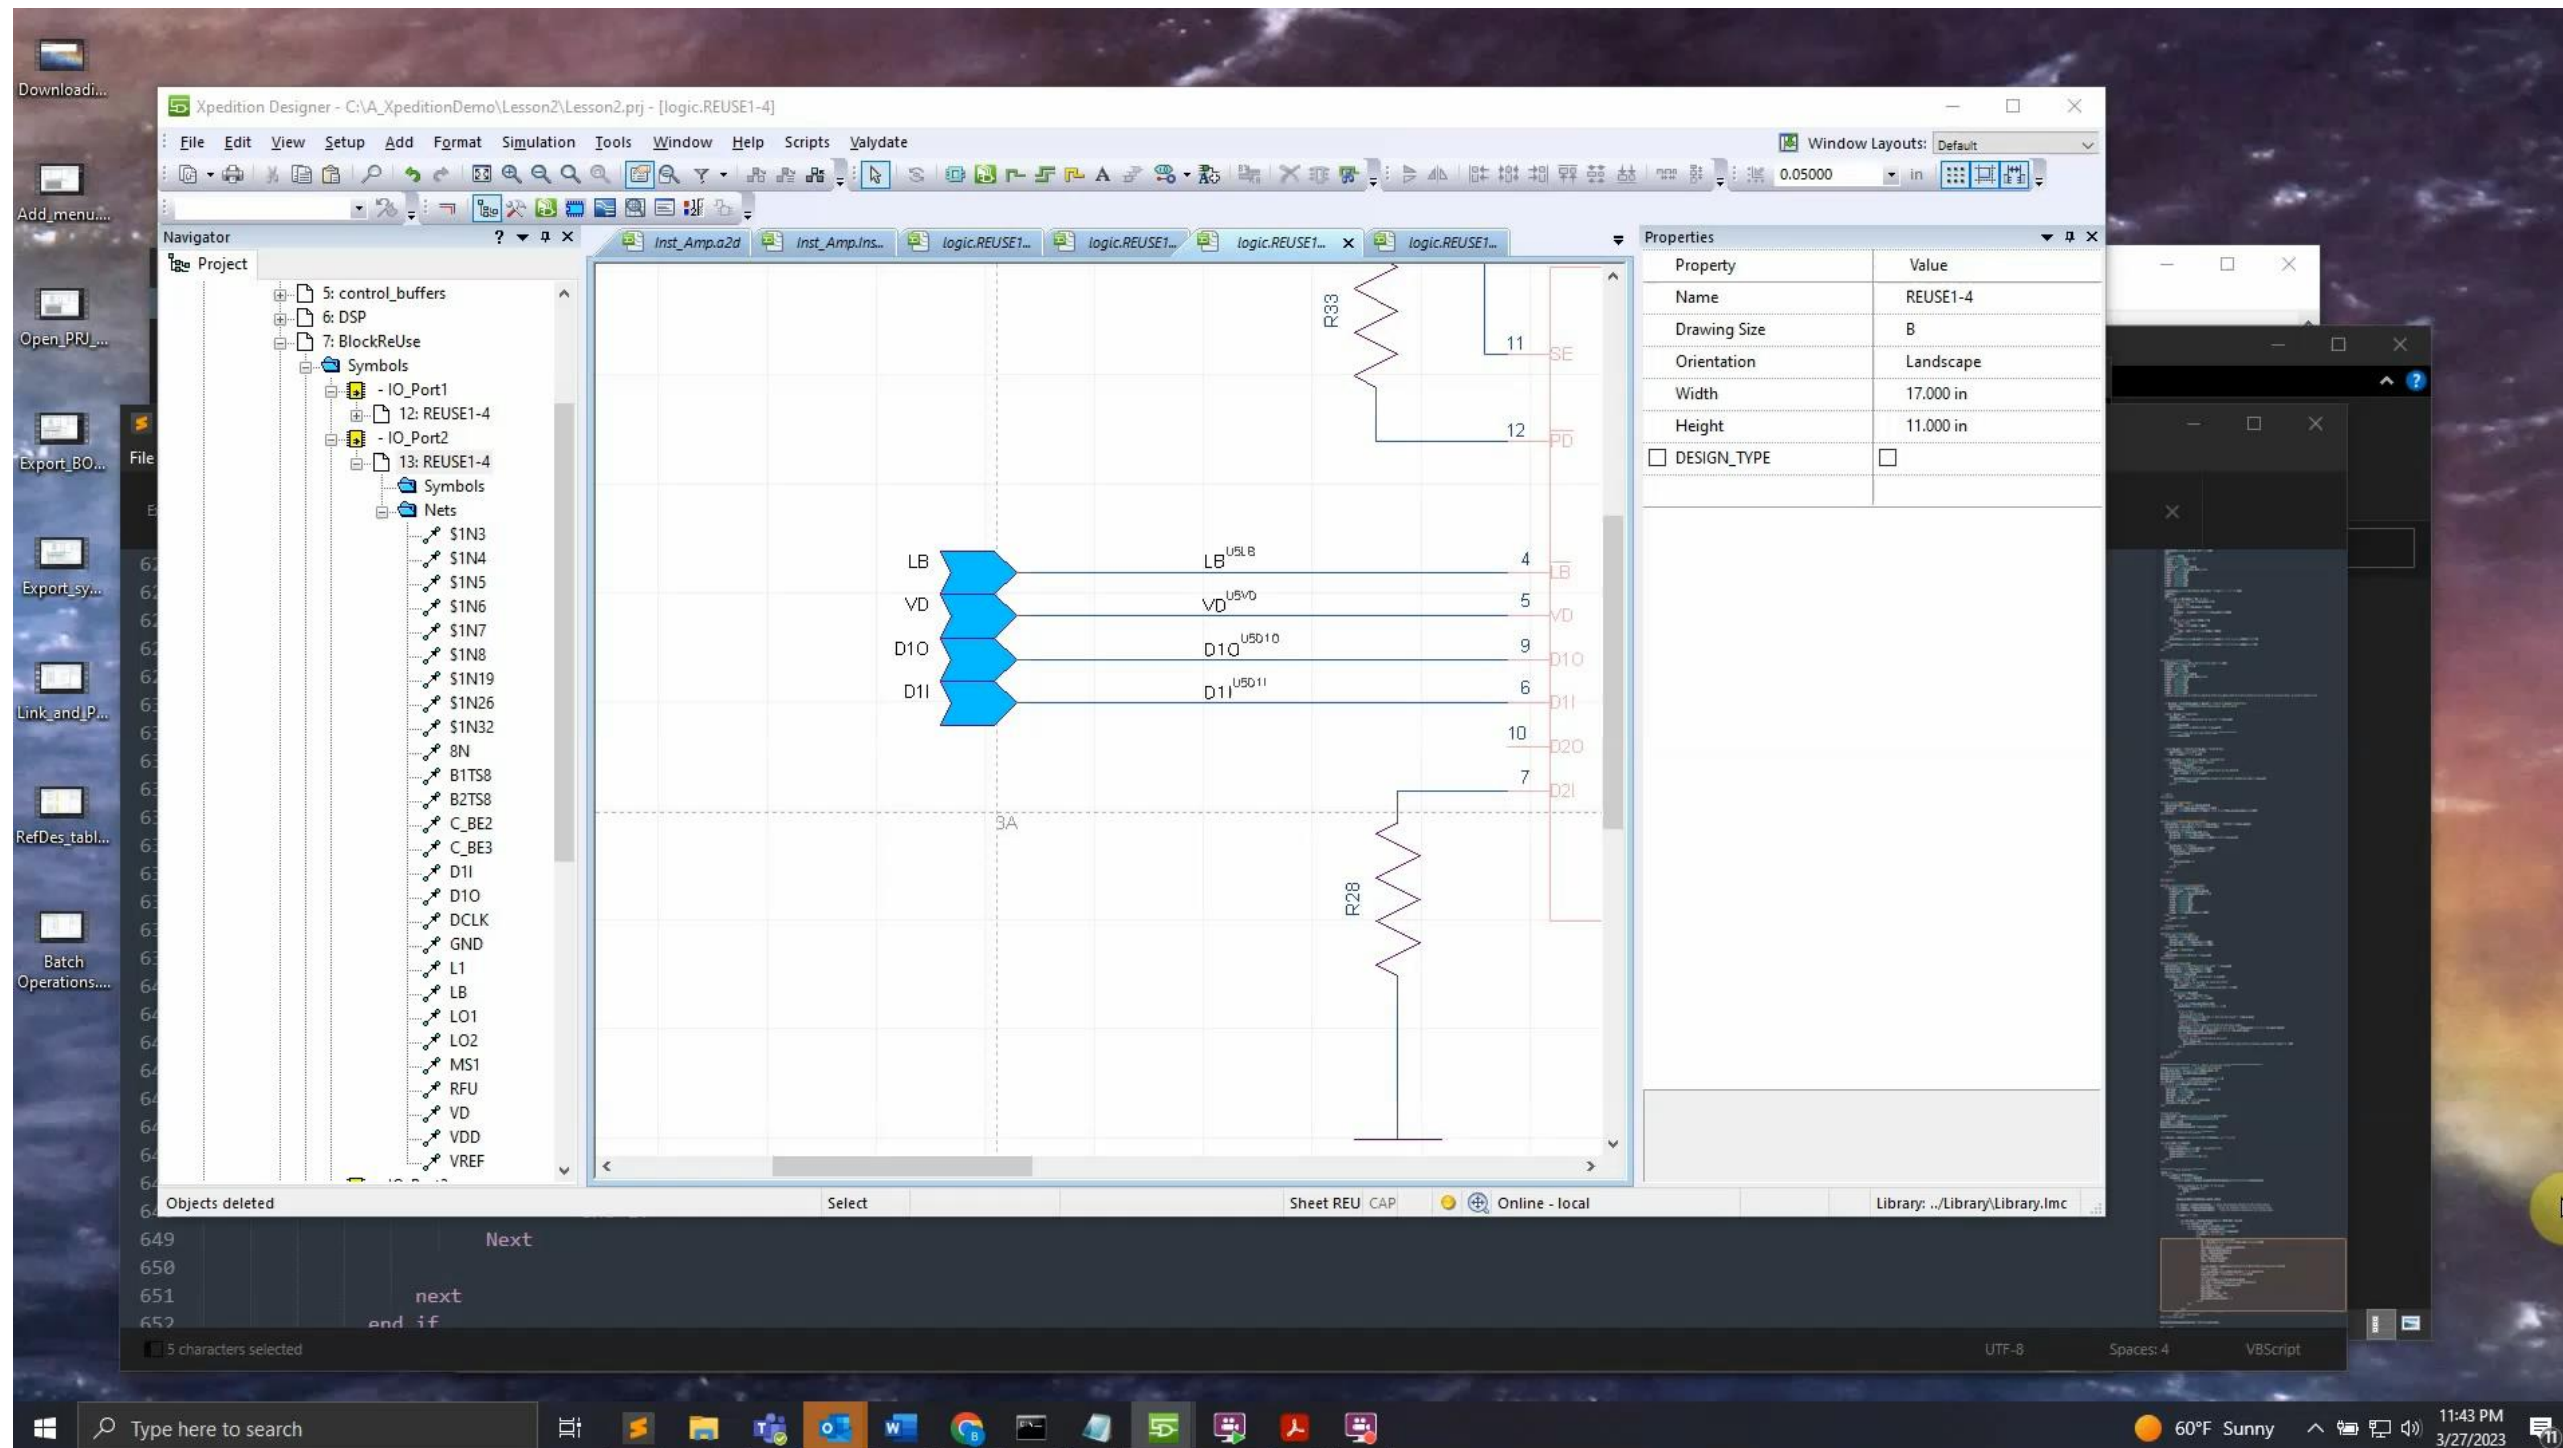 Downloadi...
Add_menu....
Open_PRJ_...
Export_BO...
Export_sy...
Link_and_P...
RefDes_tabl...
Batch
Operations....
Xpedition Designer - C:\A_XpeditionDemo\Lesson2\Lesson2.prj - [logic.REUSE1-4]
File Edit View Setup Add Format Simulation Tools Window Help Scripts Valydate
Window Layouts: Default
0.05000 in
Navigator
Project
5: control_buffers
6: DSP
7: BlockReUse
Symbols
- IO_Port1
12: REUSE1-4
- IO_Port2
13: REUSE1-4
Symbols
Nets
$1N3
$1N4
$1N5
$1N6
$1N7
$1N8
$1N19
$1N26
$1N32
8N
B1TS8
B2TS8
C_BE2
C_BE3
D1I
D1O
DCLK
GND
L1
LB
LO1
LO2
MS1
RFU
VD
VDD
VREF
Inst_Amp.a2d Inst_Amp.Ins... logic.REUSE1... logic.REUSE1... logic.REUSE1... logic.REUSE1...
R33
11 SE
12 PD
LB LBU5LB 4 LB
VD VDU5VD 5 VD
D1O D1OU5D1O 9 D1O
D1I D1IU5D1I 6 D1I
10 D2O
7 D2I
3A
R28
Properties
Property Value
Name REUSE1-4
Drawing Size B
Orientation Landscape
Width 17.000 in
Height 11.000 in
DESIGN_TYPE
Objects deleted Select Sheet REU CAP Online - local Library: ../Library\Library.lmc
File
649 Next
650
651 next
652 end if
5 characters selected UTF-8 Spaces: 4 VBScript
Type here to search
60°F Sunny
11:43 PM
3/27/2023
11